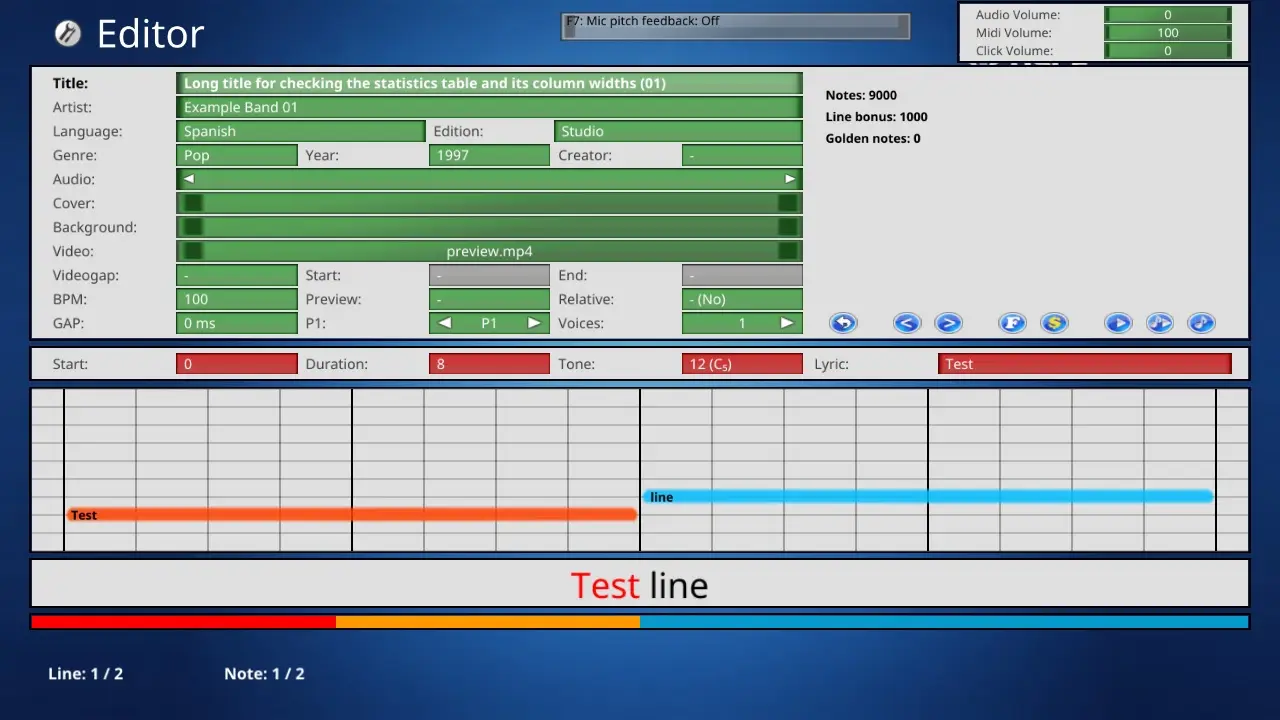 Editor
F7: Mic pitch feedback: Off
Audio Volume: 0
Midi Volume: 100
Click Volume: 0
Title: Long title for checking the statistics table and its column widths (01)
Artist: Example Band 01
Language: Spanish Edition: Studio
Genre: Pop Year: 1997 Creator: -
Audio:
Cover:
Background:
Video: preview.mp4
Videogap: - Start: - End: -
BPM: 100 Preview: - Relative: - (No)
GAP: 0 ms P1: P1 Voices: 1
Notes: 9000
Line bonus: 1000
Golden notes: 0
Start: 0 Duration: 8 Tone: 12 (C₅) Lyric: Test
line
Test
Test line
Line: 1 / 2 Note: 1 / 2